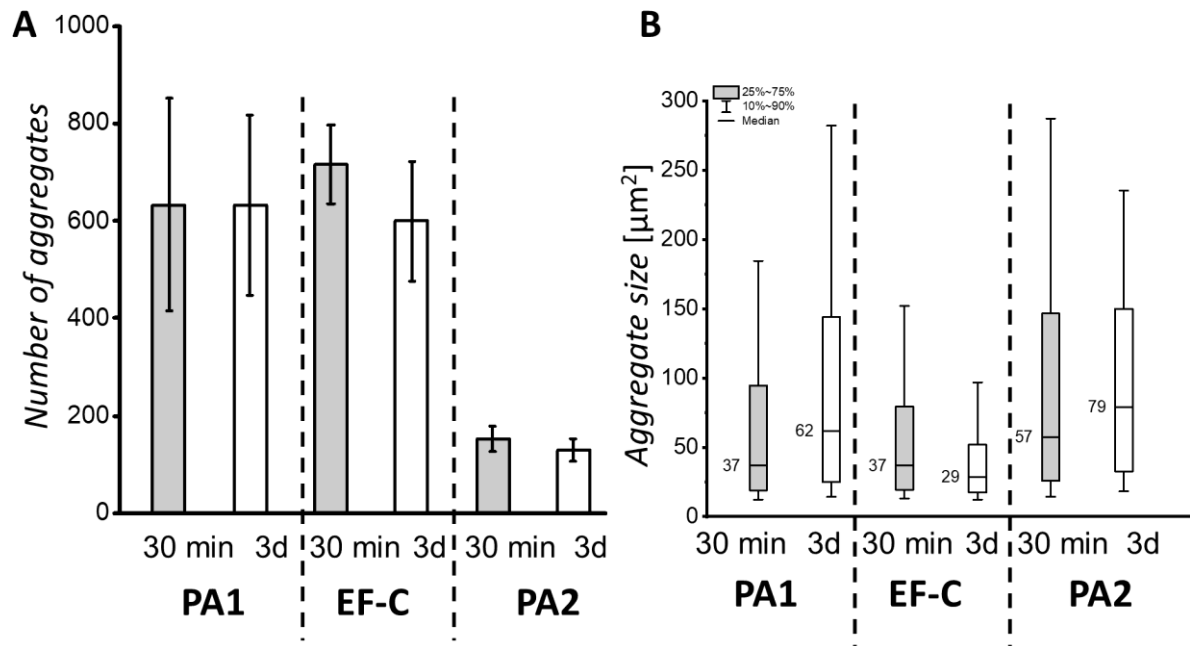 A
Number of aggregates
1000
800
600
400
200
0
30 min 3d 30 min 3d 30 min 3d
PA1 EF-C PA2
B
25%~75%
10%~90%
Median
Aggregate size [µm²]
300
250
200
150
100
50
0
37 62 37 29 57 79
30 min 3d 30 min 3d 30 min 3d
PA1 EF-C PA2